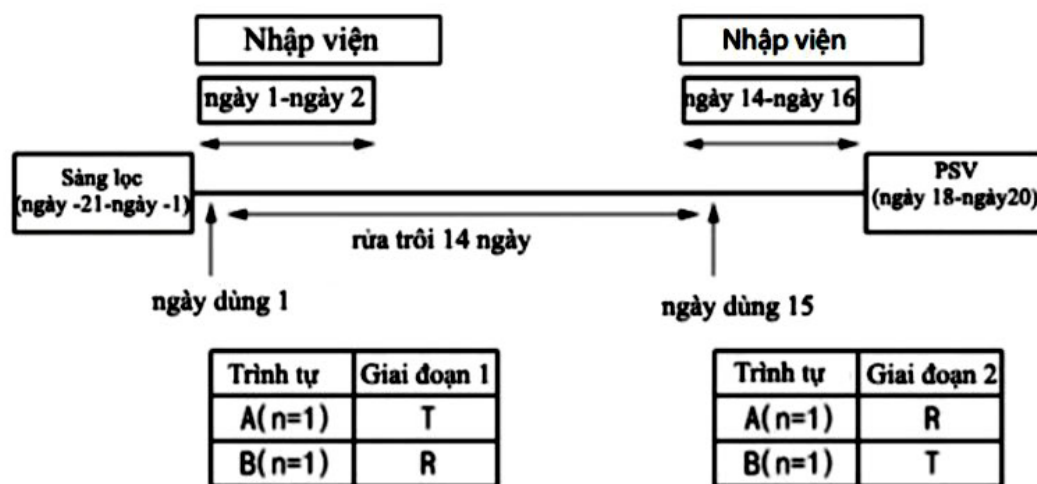 Nhập viện
Nhập viện
ngày 1-ngày 2
ngày 14-ngày 16
Sàng lọc
(ngày -21-ngày -1)
PSV
(ngày 18-ngày20)
rửa trôi 14 ngày
ngày dùng 1
ngày dùng 15
Trình tự Giai đoạn 1
A(n=1) T
B(n=1) R
Trình tự Giai đoạn 2
A(n=1) R
B(n=1) T